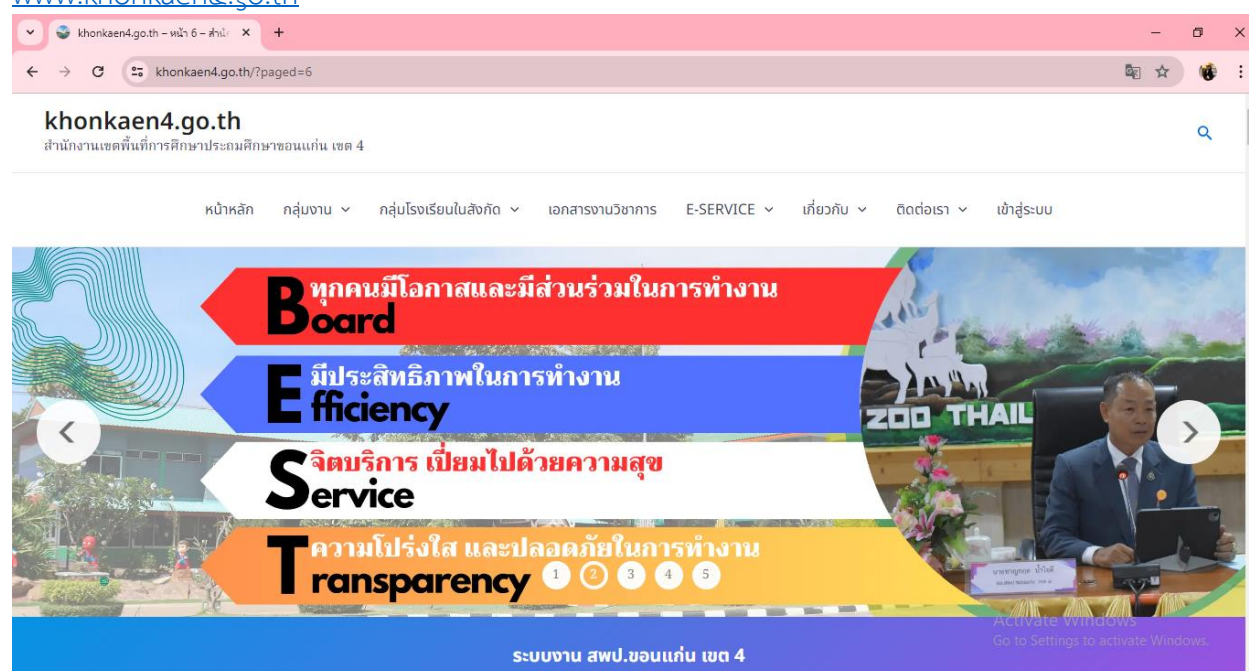 www.khonkaen๔.go.th
khonkaen4.go.th – หน้า 6 – สำนัก
khonkaen4.go.th/?paged=6
khonkaen4.go.th
สำนักงานเขตพื้นที่การศึกษาประถมศึกษาขอนแก่น เขต 4
หน้าหลัก กลุ่มงาน กลุ่มโรงเรียนในสังกัด เอกสารงานวิชาการ E-SERVICE เกี่ยวกับ ติดต่อเรา เข้าสู่ระบบ
ทุกคนมีโอกาสและมีส่วนร่วมในการทำงาน
Board
มีประสิทธิภาพในการทำงาน
Efficiency
จิตบริการ เปี่ยมไปด้วยความสุข
Service
ความโปร่งใส และปลอดภัยในการทำงาน
Transparency
1 2 3 4 5
ZOO THAIL
Activate Windows
Go to Settings to activate Windows.
ระบบงาน สพป.ขอนแก่น เขต 4